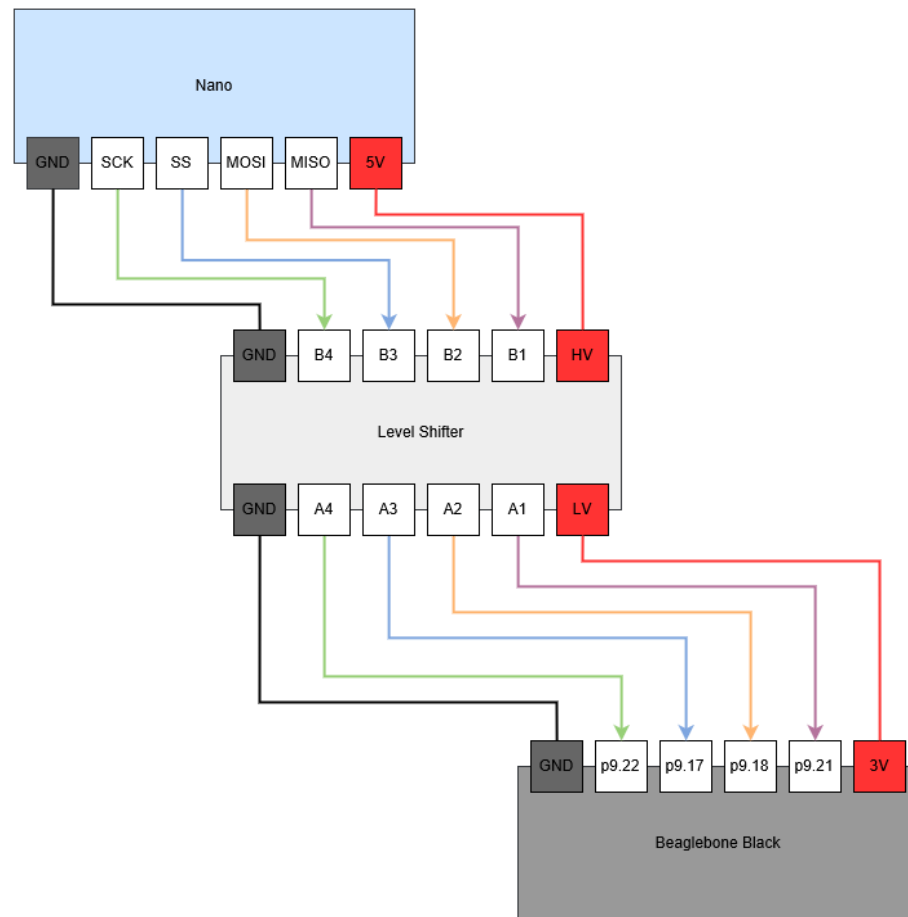 Nano
GND SCK SS MOSI MISO 5V
GND B4 B3 B2 B1 HV
Level Shifter
GND A4 A3 A2 A1 LV
GND p9.22 p9.17 p9.18 p9.21 3V
Beaglebone Black